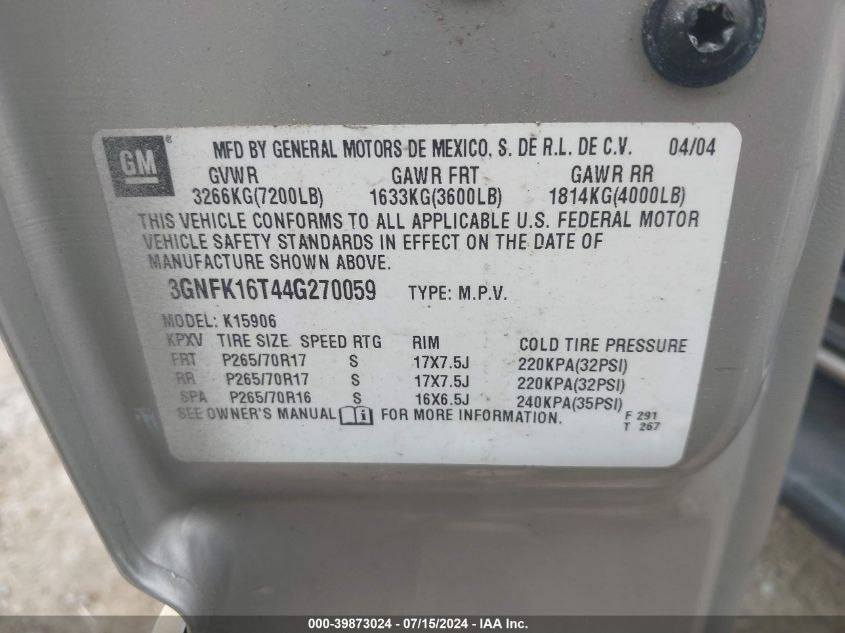 GM ®
MFD BY GENERAL MOTORS DE MEXICO, S. DE R.L. DE C.V. 04/04
GVWR GAWR FRT GAWR RR
3266KG(7200LB) 1633KG(3600LB) 1814KG(4000LB)
THIS VEHICLE CONFORMS TO ALL APPLICABLE U.S. FEDERAL MOTOR
VEHICLE SAFETY STANDARDS IN EFFECT ON THE DATE OF
MANUFACTURE SHOWN ABOVE.
3GNFK16T44G270059 TYPE: M.P.V.
MODEL: K15906
KPXV TIRE SIZE SPEED RTG RIM COLD TIRE PRESSURE
FRT P265/70R17 S 17X7.5J 220KPA(32PSI)
RR P265/70R17 S 17X7.5J 220KPA(32PSI)
SPA P265/70R16 S 16X6.5J 240KPA(35PSI)
SEE OWNER'S MANUAL i FOR MORE INFORMATION. F 291
T 267
000-39873024 - 07/15/2024 - IAA Inc.